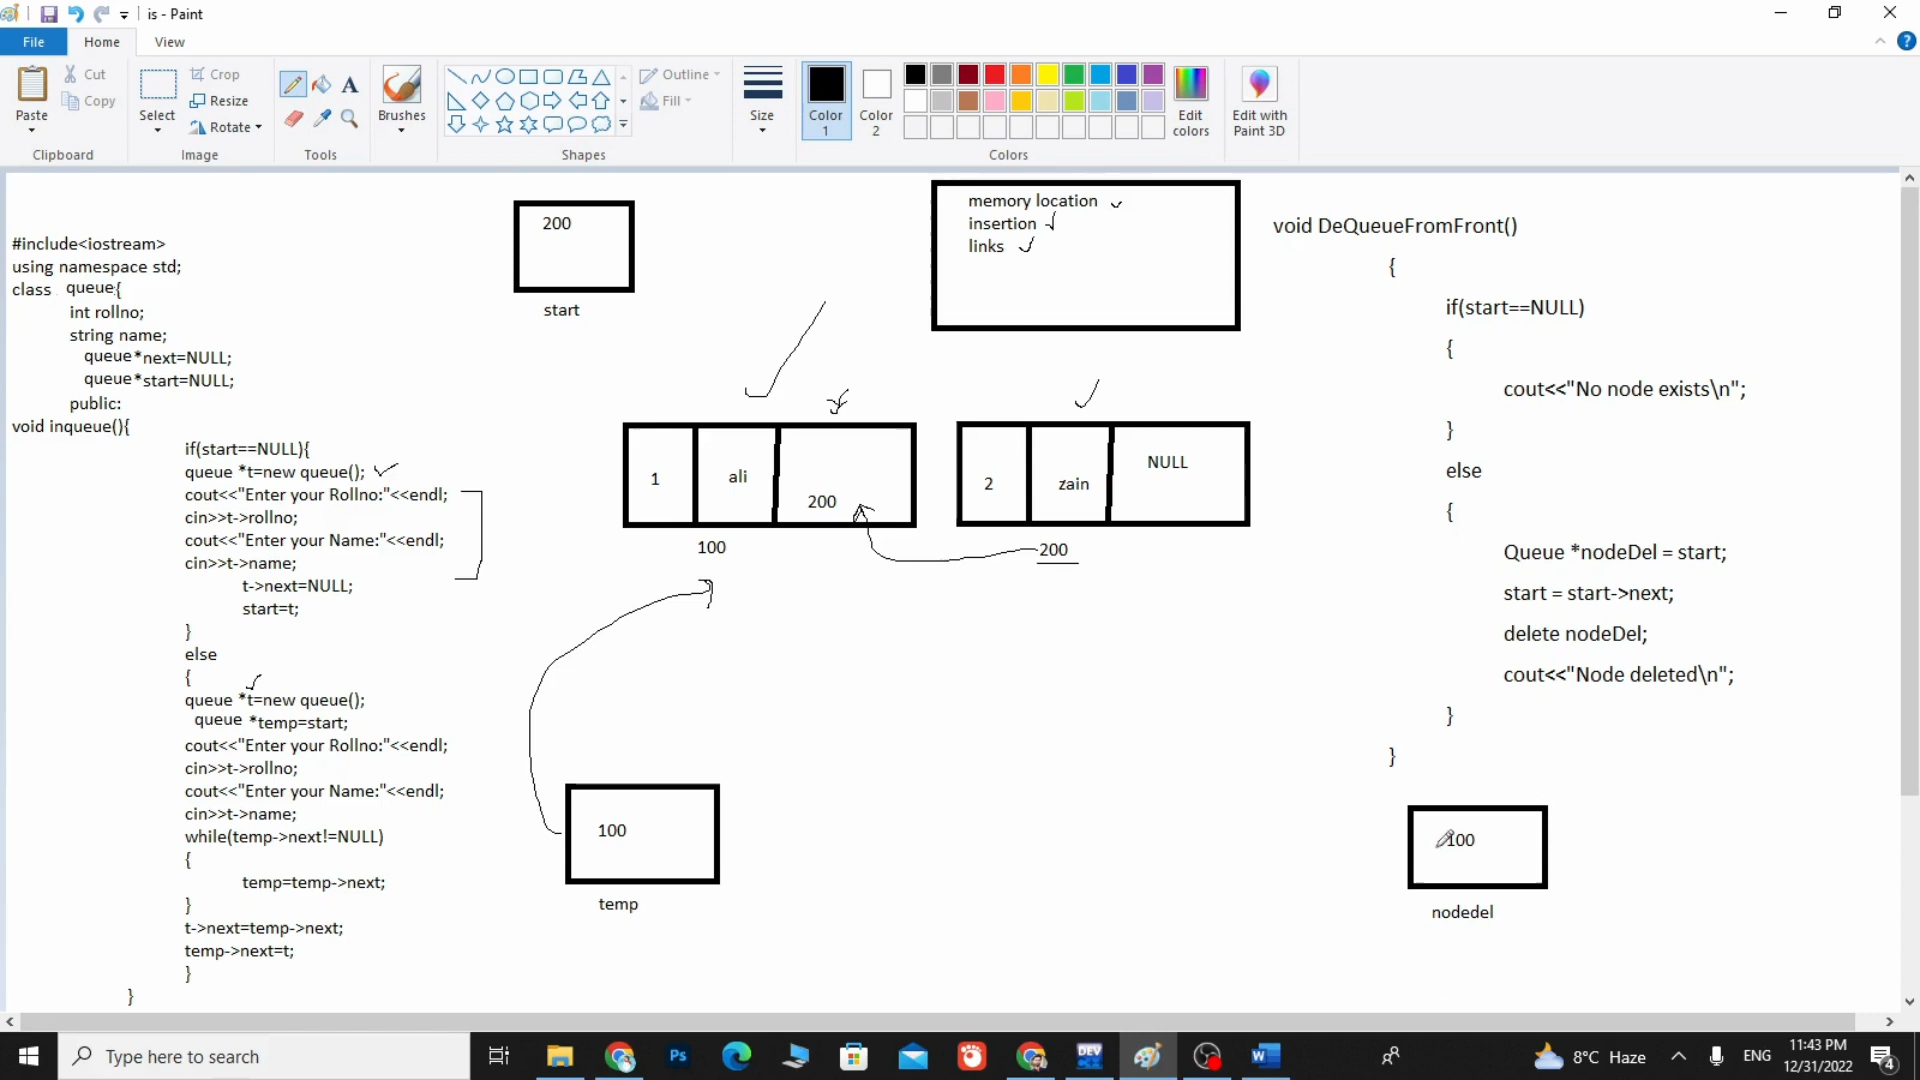 is - Paint
File
Home
View
Paste
Cut
Copy
Clipboard
Select
Crop
Resize
Rotate
Image
Tools
Brushes
Shapes
Outline
Fill
Size
Color 1
Color 2
Edit colors
Colors
Edit with Paint 3D
#include<iostream>
using namespace std;
class queue{
int rollno;
string name;
queue*next=NULL;
queue*start=NULL;
public:
void inqueue(){
if(start==NULL){
queue *t=new queue();
cout<<"Enter your Rollno:"<<endl;
cin>>t->rollno;
cout<<"Enter your Name:"<<endl;
cin>>t->name;
t->next=NULL;
start=t;
}
else
{
queue *t=new queue();
queue *temp=start;
cout<<"Enter your Rollno:"<<endl;
cin>>t->rollno;
cout<<"Enter your Name:"<<endl;
cin>>t->name;
while(temp->next!=NULL)
{
temp=temp->next;
}
t->next=temp->next;
temp->next=t;
}
}
200
start
memory location
insertion
links
1 ali 200
100
2 zain NULL
200
100
temp
void DeQueueFromFront()
{
if(start==NULL)
{
cout<<"No node exists\n";
}
else
{
Queue *nodeDel = start;
start = start->next;
delete nodeDel;
cout<<"Node deleted\n";
}
}
100
nodedel
Type here to search
Ps
DEV
W
8°C Haze
ENG
11:43 PM
12/31/2022
4